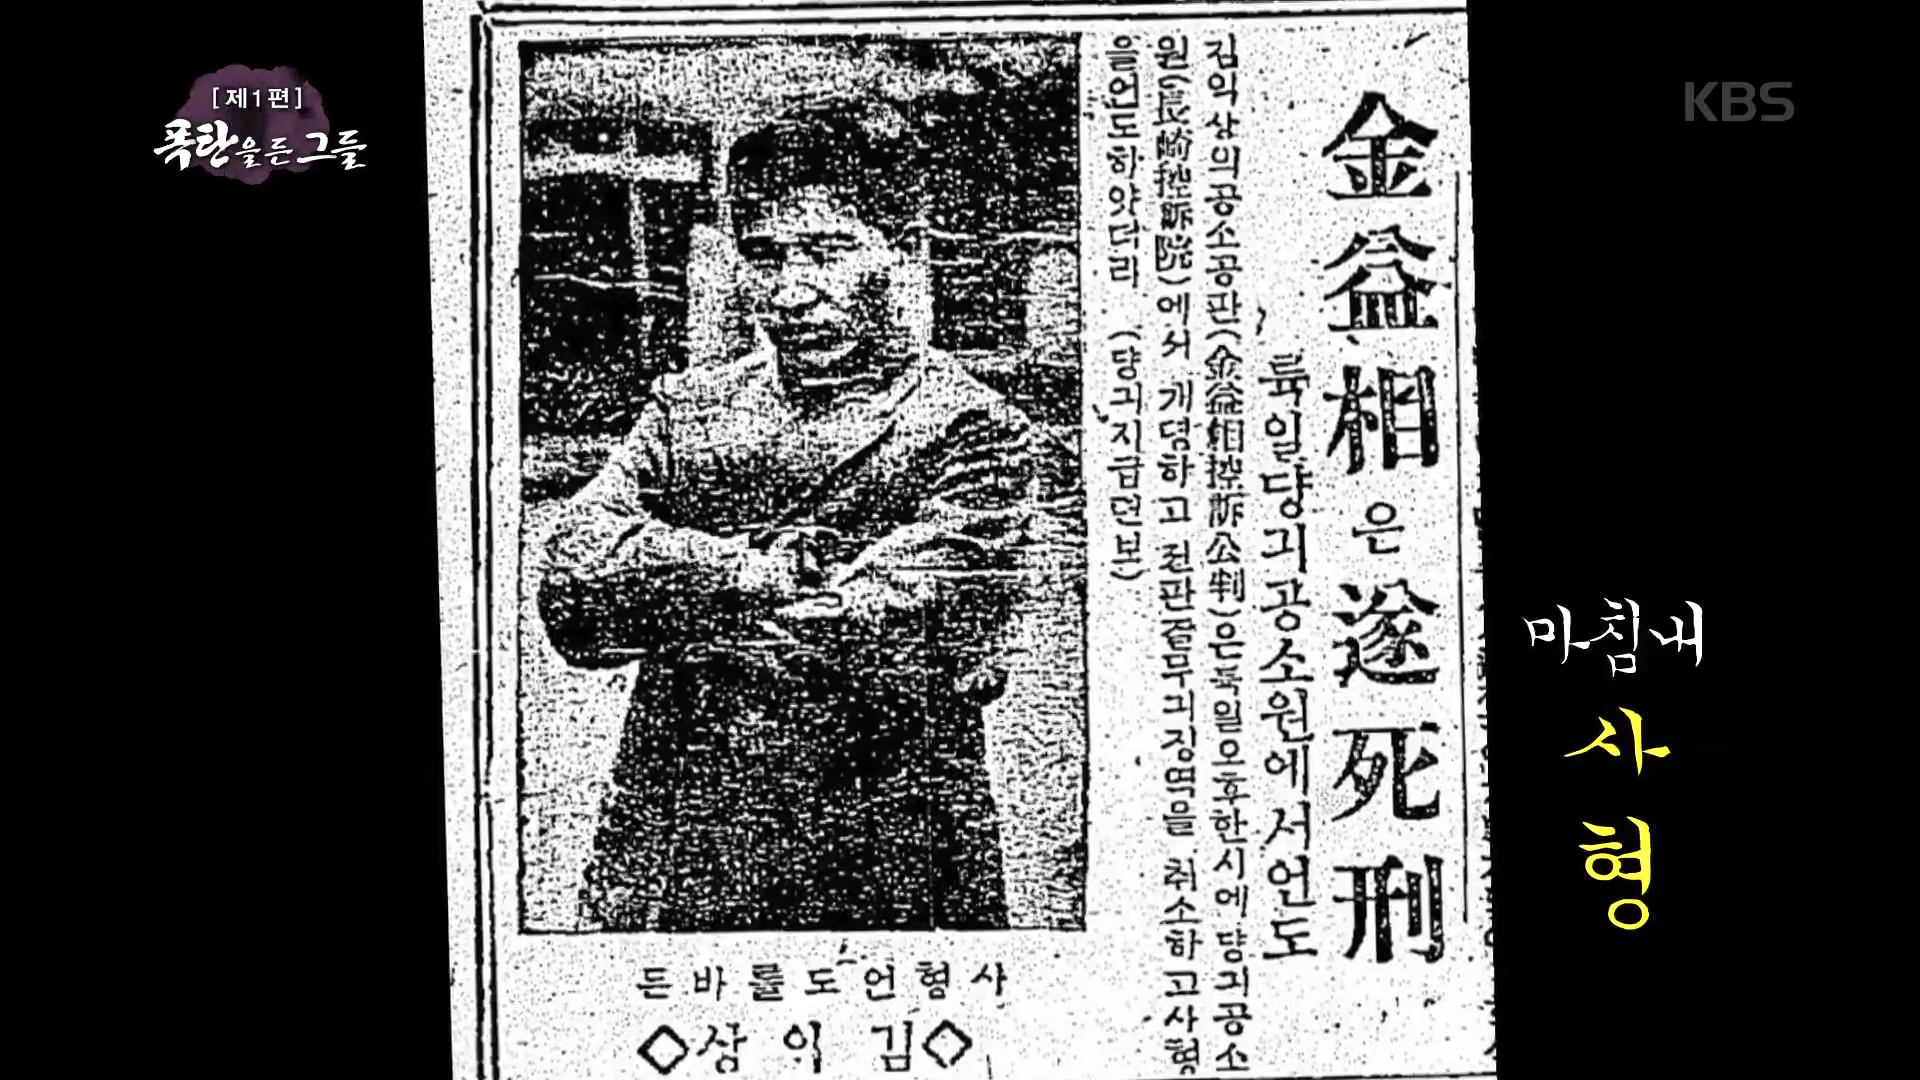 [제1편]
폭탄을 든 그들
KBS
金益相은 遂死刑
륙일당긔공소원에서언도
김익상의공소공판(金益相控訴公判)은륙일오후한시에댱긔공소
원(長崎控訴院)에서 개뎡하고 원판결무긔징역을 취소하고사형
을언도하얏더라 (댱긔지급뎐보)
사형언도를바든
◇김익상◇
마침내
사
형